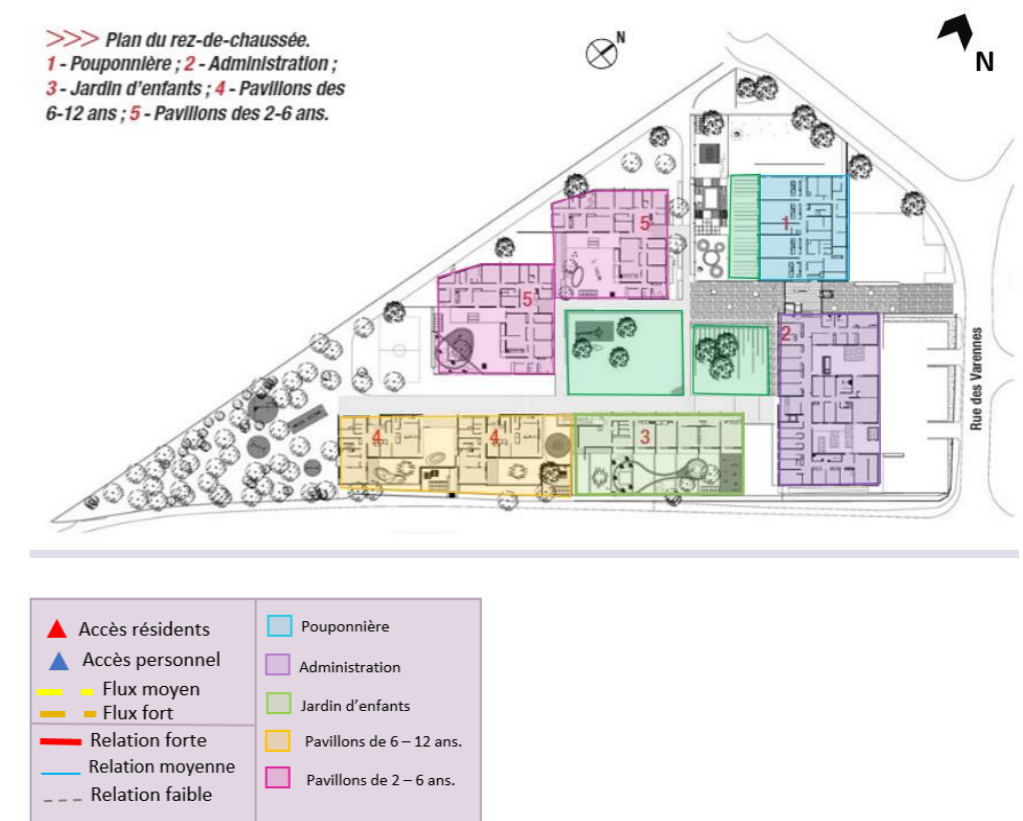 >>> Plan du rez-de-chaussée.
1 - Pouponnière ; 2 - Administration ;
3 - Jardin d'enfants ; 4 - Pavillons des
6-12 ans ; 5 - Pavillons des 2-6 ans.
N
N
5
1
5
2
Rue des Varennes
4
4
3
Accès résidents
Accès personnel
Flux moyen
Flux fort
Relation forte
Relation moyenne
Relation faible
Pouponnière
Administration
Jardin d'enfants
Pavillons de 6 – 12 ans.
Pavillons de 2 – 6 ans.